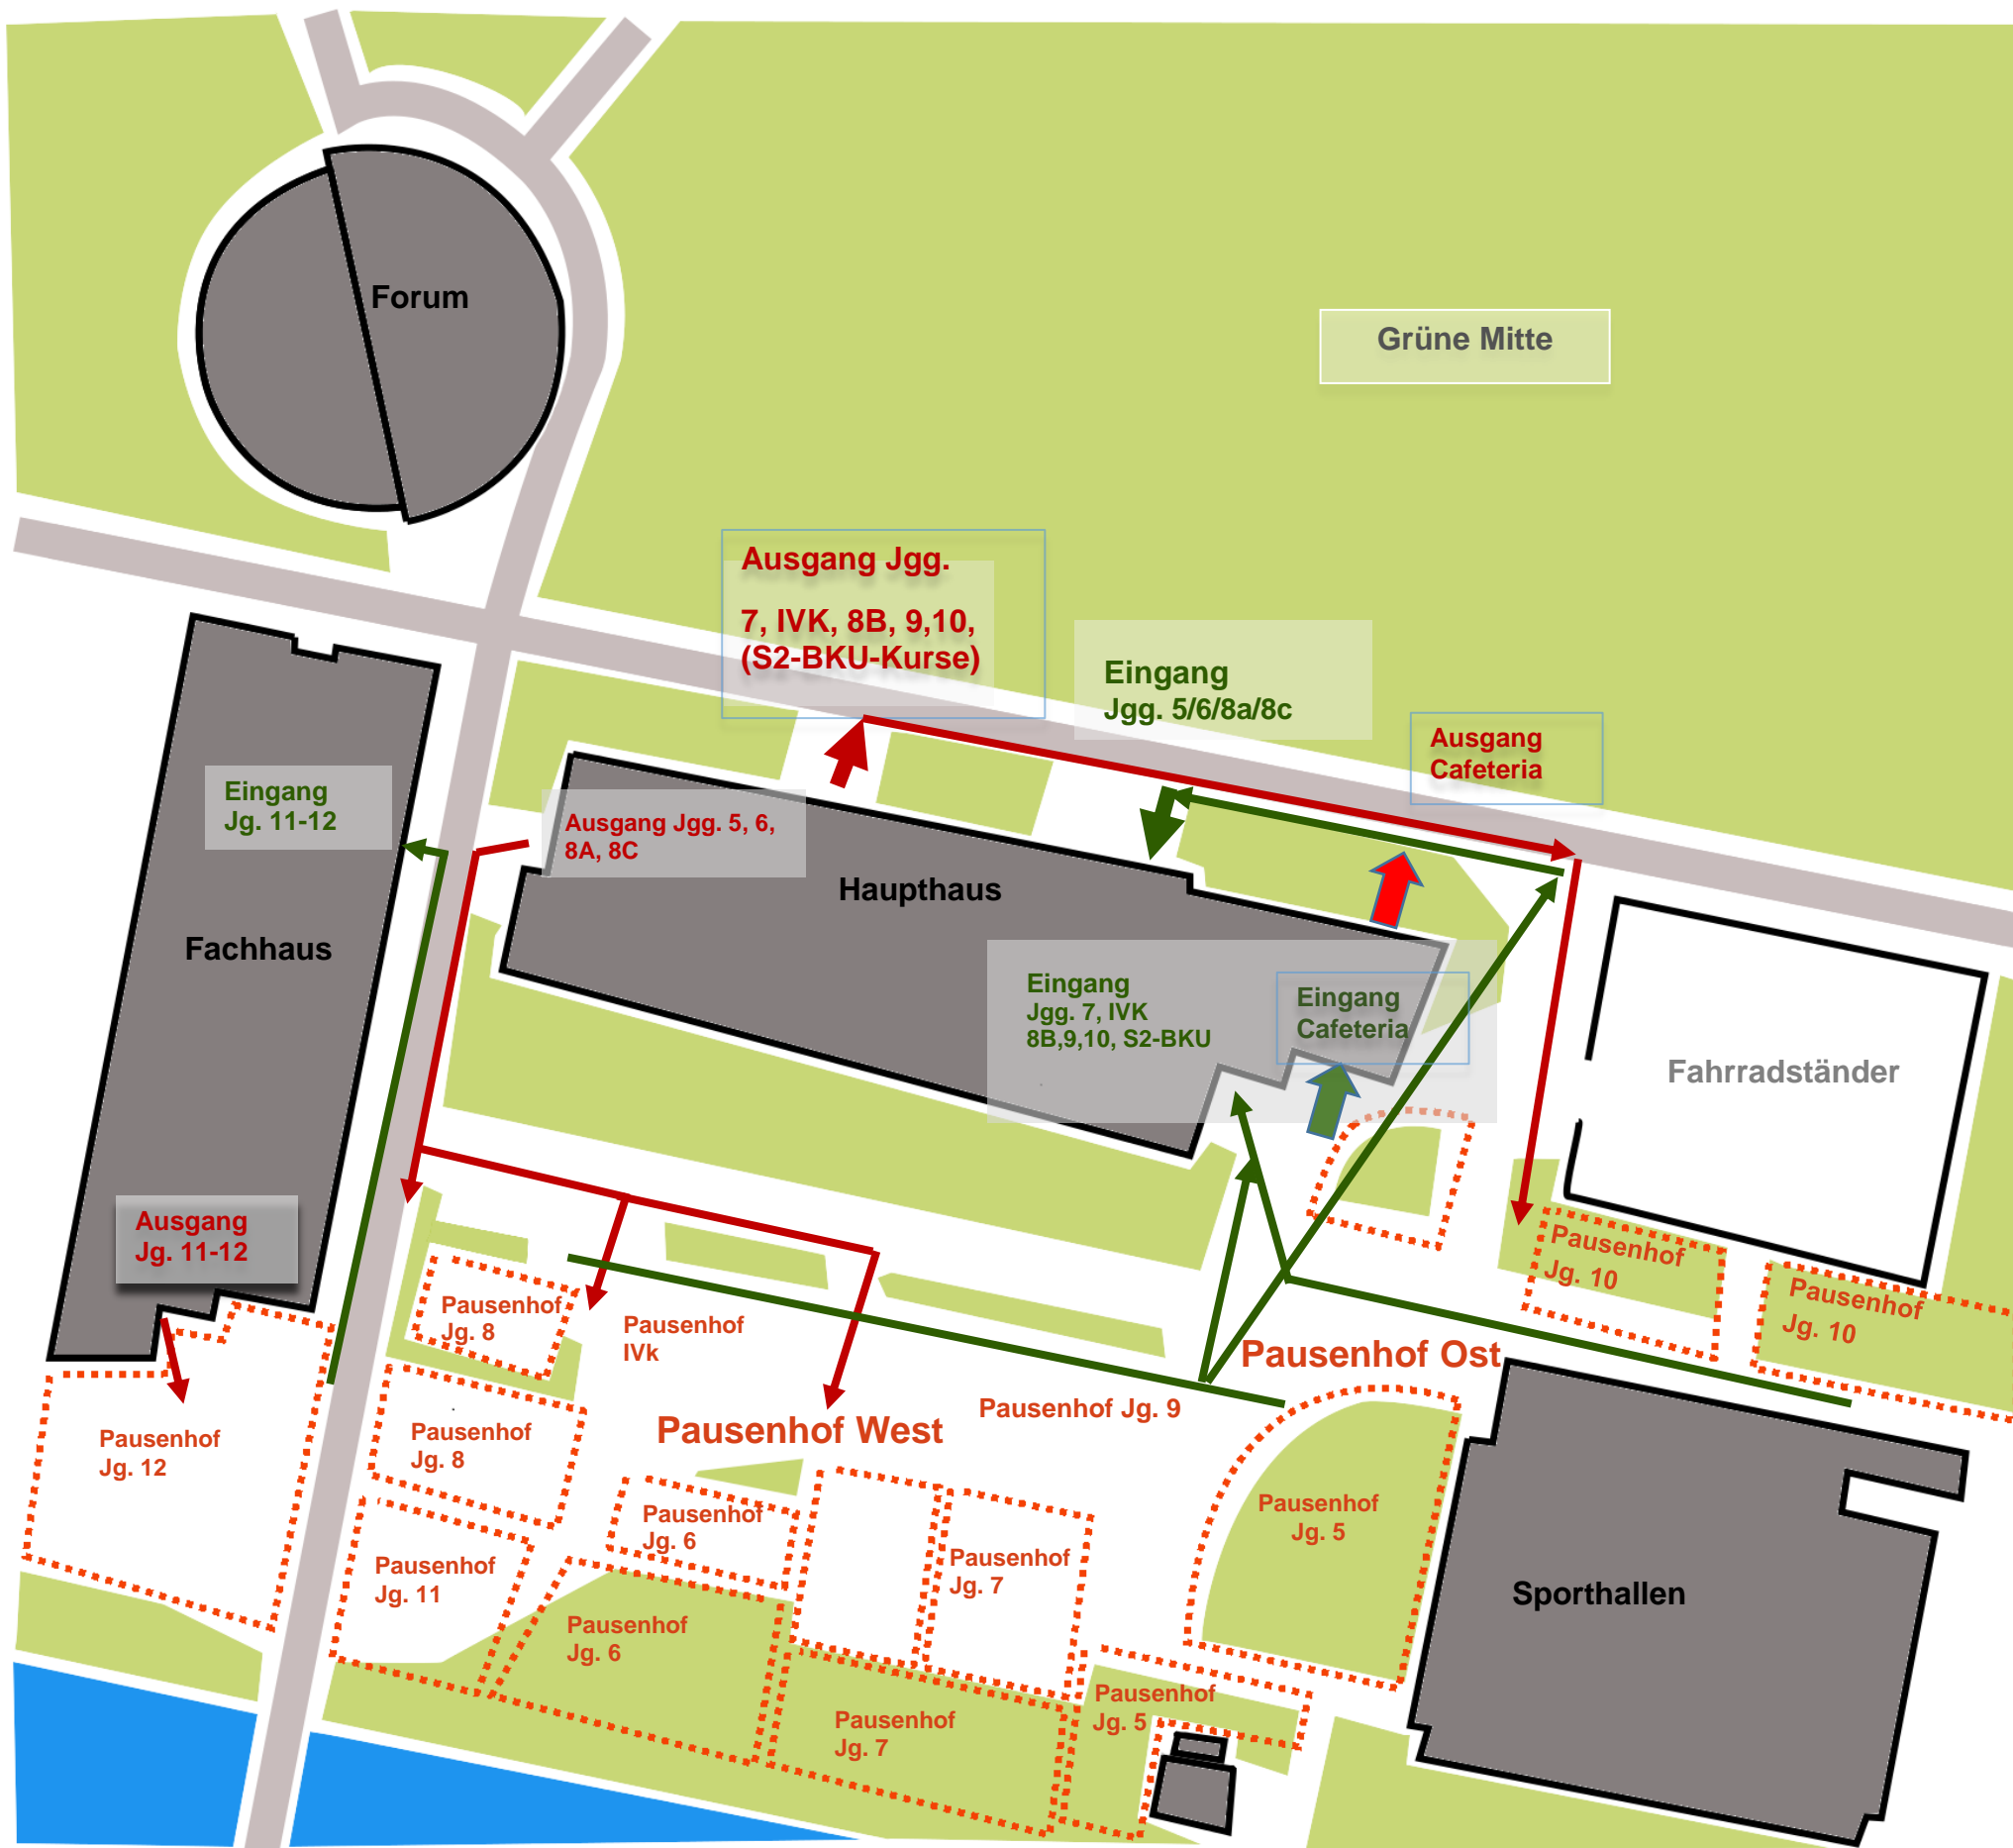 Forum
Grüne Mitte
Ausgang Jgg.
7, IVK, 8B, 9,10,
(S2-BKU-Kurse)
Eingang
Jgg. 5/6/8a/8c
Ausgang
Cafeteria
Eingang
Jg. 11-12
Ausgang Jgg. 5, 6,
8A, 8C
Haupthaus
Fachhaus
Eingang
Jgg. 7, IVK
8B,9,10, S2-BKU
Eingang
Cafeteria
Fahrradständer
Ausgang
Jg. 11-12
Pausenhof
Jg. 10
Pausenhof
Jg. 10
Pausenhof
Jg. 8
Pausenhof
IVk
Pausenhof Ost
Pausenhof Jg. 9
Pausenhof West
Pausenhof
Jg. 12
Pausenhof
Jg. 8
Pausenhof
Jg. 6
Pausenhof
Jg. 5
Pausenhof
Jg. 11
Pausenhof
Jg. 7
Sporthallen
Pausenhof
Jg. 6
Pausenhof
Jg. 5
Pausenhof
Jg. 7